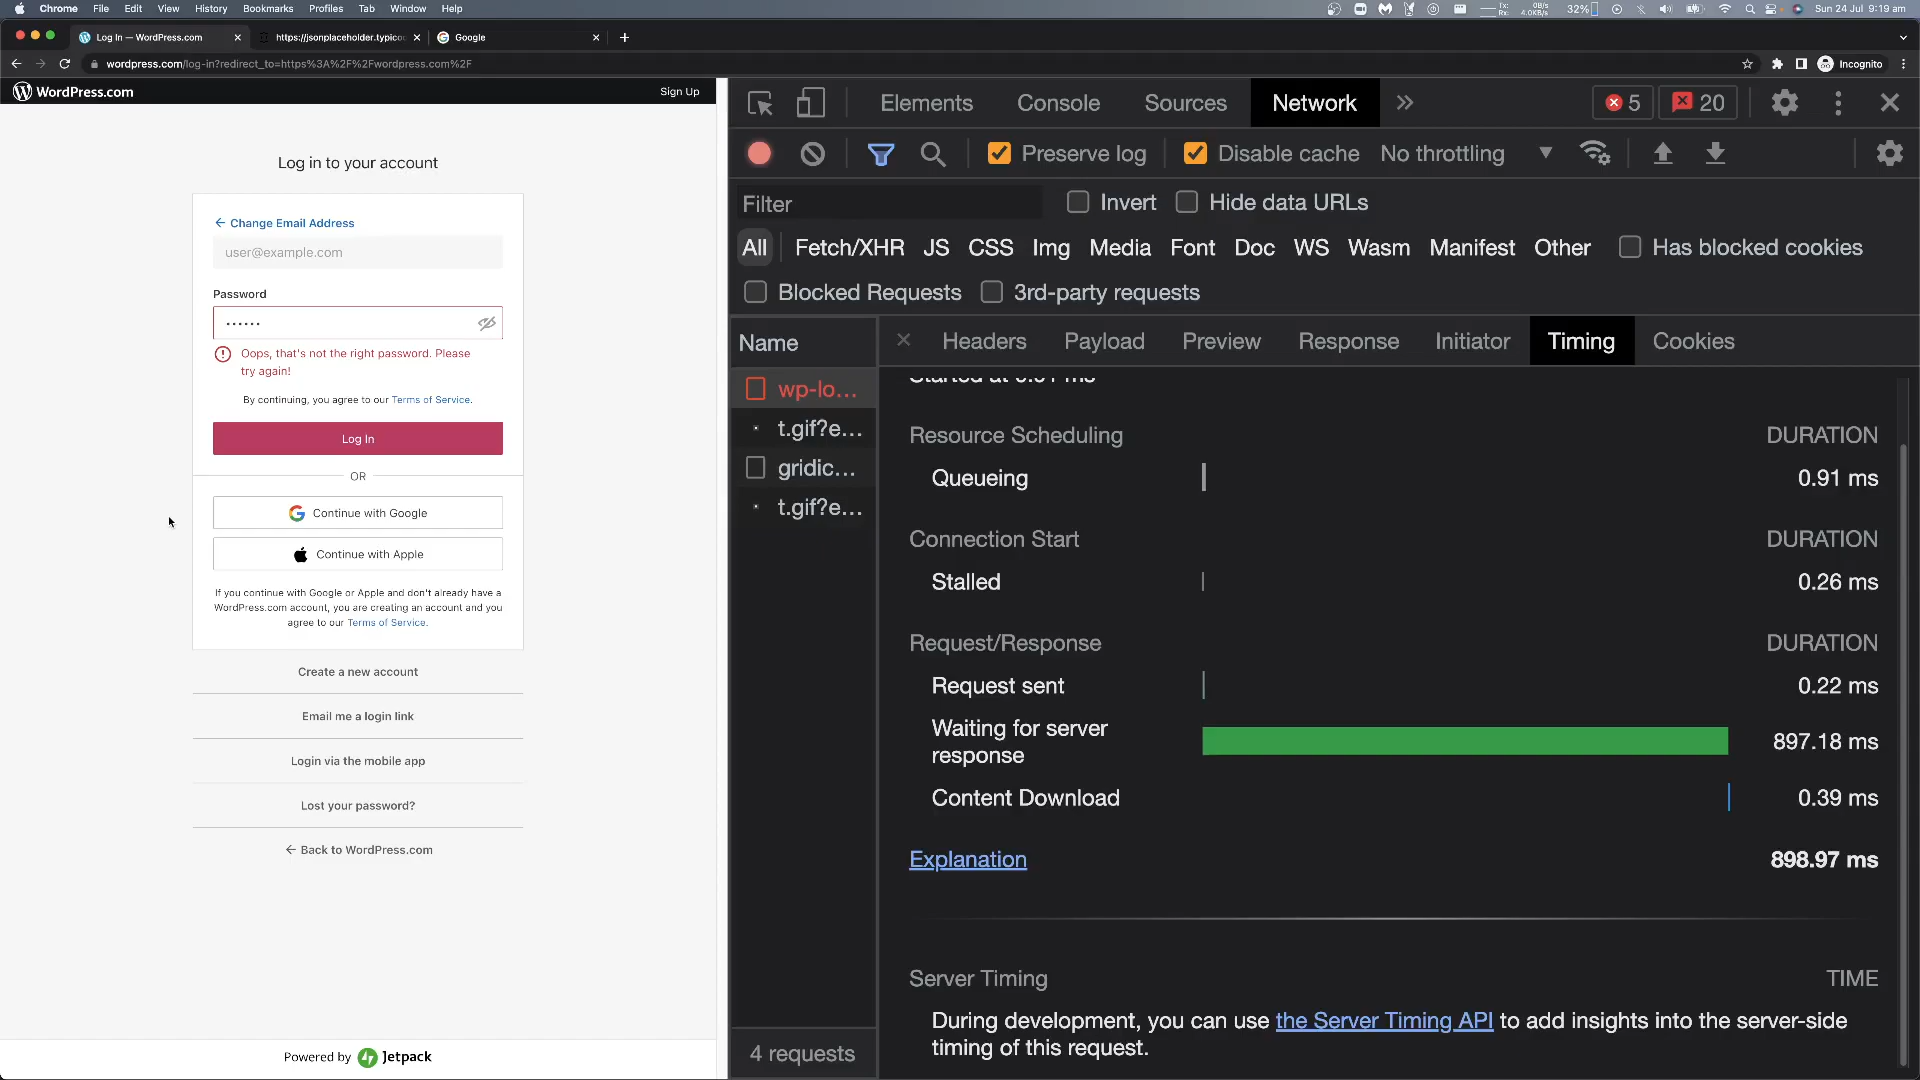 Chrome File Edit View History Bookmarks Profiles Tab Window Help
Tx: 0B/s
Rx: 4.0KB/s
32% Sun 24 Jul 9:19 am
Log In — WordPress.com
https://jsonplaceholder.typico
Google
wordpress.com/log-in?redirect_to=https%3A%2F%2Fwordpress.com%2F
Incognito
WordPress.com
Sign Up
Log in to your account
Change Email Address
user@example.com
Password
Oops, that's not the right password. Please
try again!
By continuing, you agree to our Terms of Service.
Log In
OR
Continue with Google
Continue with Apple
If you continue with Google or Apple and don't already have a
WordPress.com account, you are creating an account and you
agree to our Terms of Service.
Create a new account
Email me a login link
Login via the mobile app
Lost your password?
Back to WordPress.com
Powered by Jetpack
Elements Console Sources Network
5 20
Preserve log Disable cache No throttling
Filter Invert Hide data URLs
All Fetch/XHR JS CSS Img Media Font Doc WS Wasm Manifest Other Has blocked cookies
Blocked Requests 3rd-party requests
Name
wp-lo...
t.gif?e...
gridic...
t.gif?e...
4 requests
Headers Payload Preview Response Initiator Timing Cookies
Resource Scheduling DURATION
Queueing 0.91 ms
Connection Start DURATION
Stalled 0.26 ms
Request/Response DURATION
Request sent 0.22 ms
Waiting for server
response 897.18 ms
Content Download 0.39 ms
Explanation 898.97 ms
Server Timing TIME
During development, you can use the Server Timing API to add insights into the server-side
timing of this request.